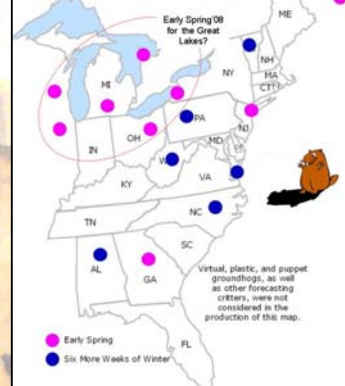 Early Spring'08
for the Great
Lakes?
ME
NH
NY
MA
CT
MI
PA
NJ
OH
MD
IN
W
VA
KY
NC
TN
SC
AL
GA
Virtual, plastic, and puppet
groundhogs, as well
as other forecasting
critters, were not
considered in the
production of this map.
Early Spring
Six More Weeks of Winter
FL